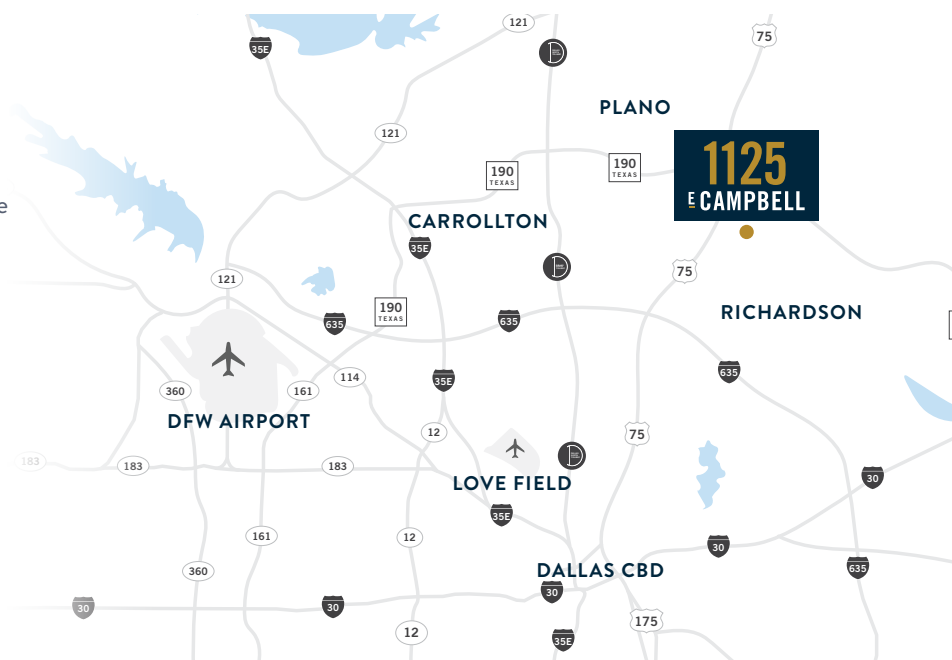 121
75
35E
PLANO
121
1125
E CAMPBELL
190
TEXAS
190
TEXAS
e
CARROLLTON
35E
75
121
190
TEXAS
RICHARDSON
635
635
635
114
35E
360
161
DFW AIRPORT
12
75
183
183
183
LOVE FIELD
30
35E
161
12
30
DALLAS CBD
635
360
30
30
30
175
12
35E